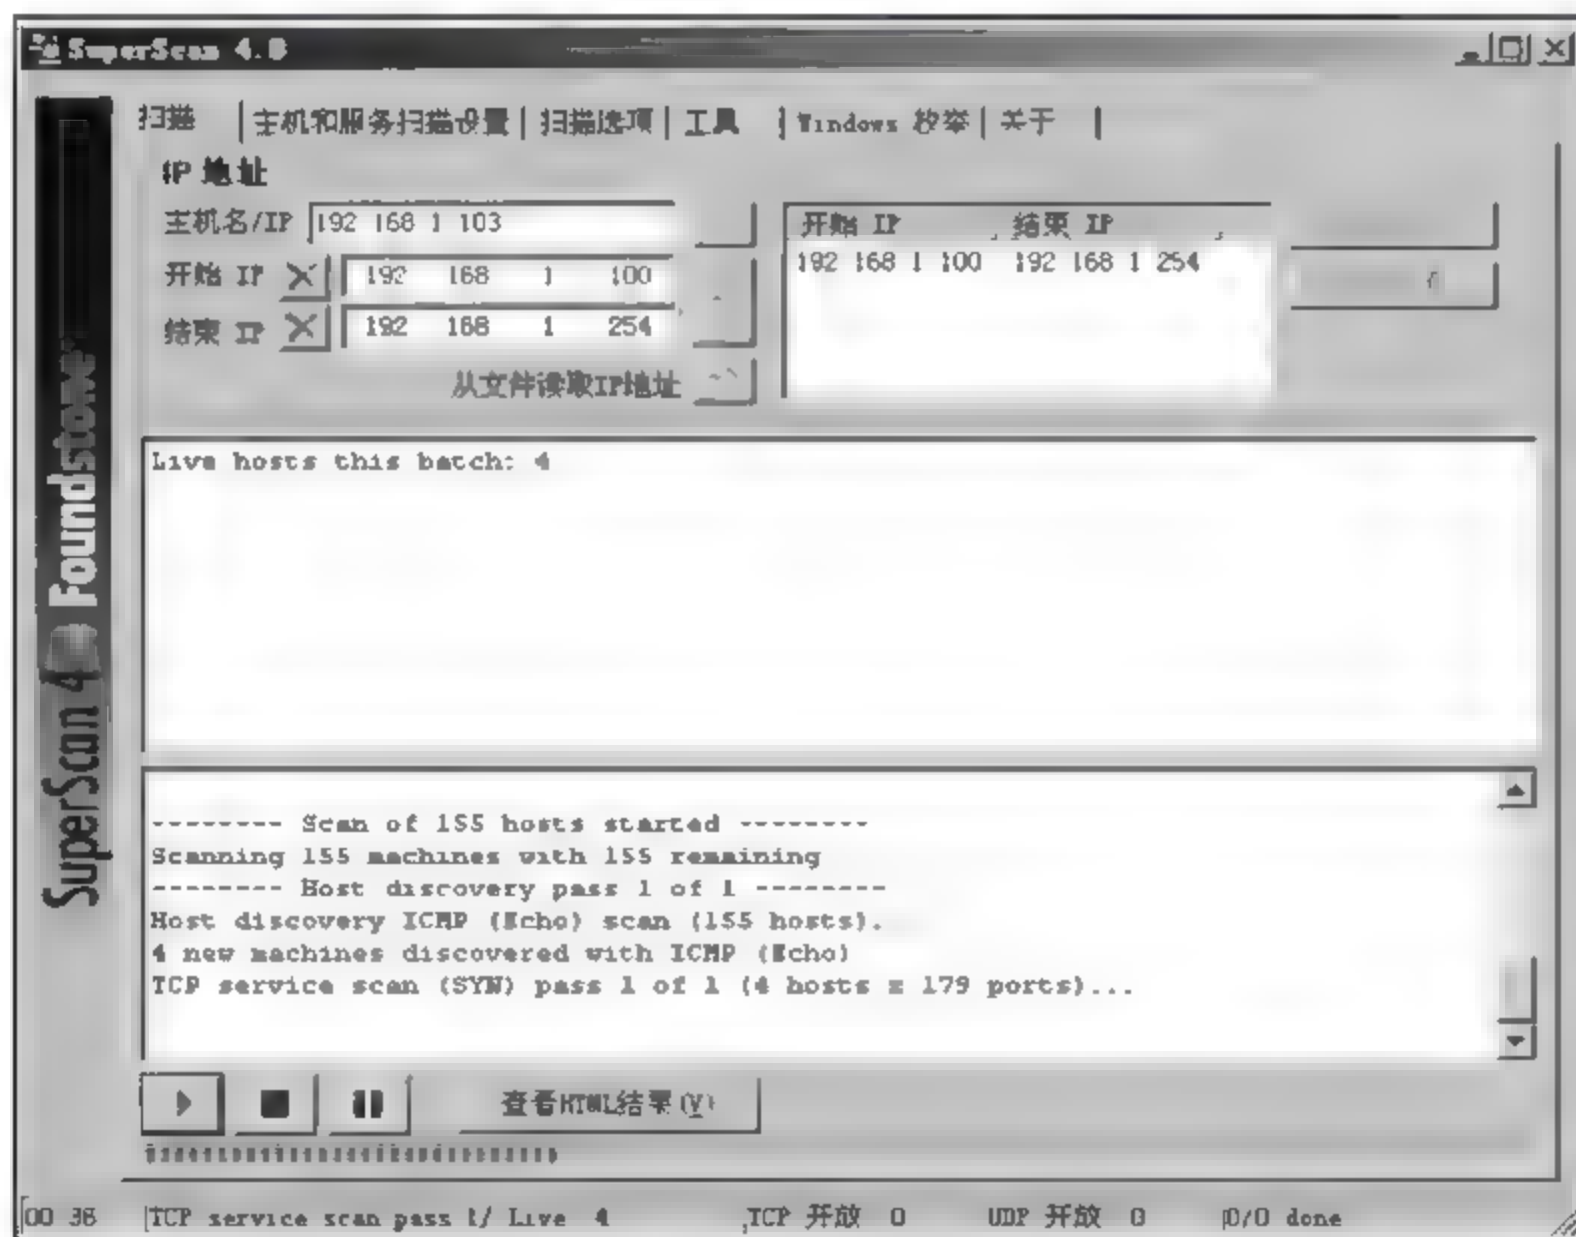 SuperScan 4.0
扫描 主机和服务扫描设置 扫描选项 工具 Windows 枚举 关于
IP 地址
主机名/IP 192 168 1 103
开始 IP 192 168 1 100
结束 IP 192 168 1 254
从文件读取IP地址
开始 IP 结束 IP
192 168 1 100 192 168 1 254
SuperScan 4 Foundstone
Live hosts this batch: 4
-------- Scan of 155 hosts started --------
Scanning 155 machines with 155 remaining
-------- Host discovery pass 1 of 1 --------
Host discovery ICMP (Echo) scan (155 hosts).
4 new machines discovered with ICMP (Echo)
TCP service scan (SYN) pass 1 of 1 (4 hosts x 179 ports)...
查看HTML结果(V)
00 36 TCP service scan pass 1/ Live 4 TCP 开放 0 UDP 开放 0 0/0 done